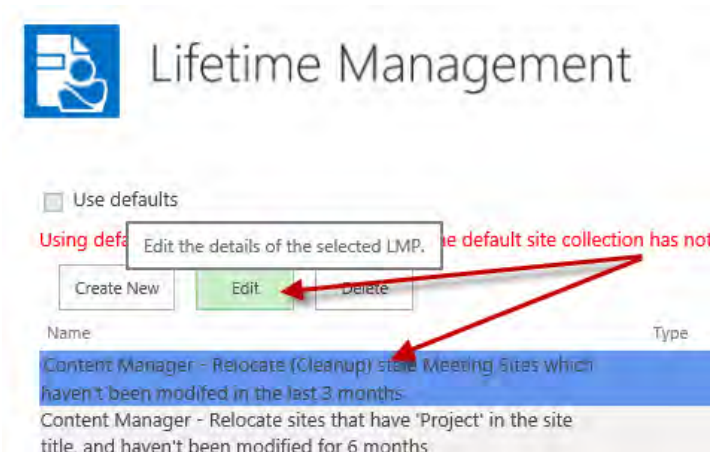 Lifetime Management
Use defaults
Using defa
Edit the details of the selected LMP.
e default site collection has not
Create New
Edit
Delete
Name
Type
Content Manager - Relocate (Cleanup) stale Meeting Sites which
haven't been modifed in the last 3 months
Content Manager - Relocate sites that have 'Project' in the site
title, and haven't been modified for 6 months